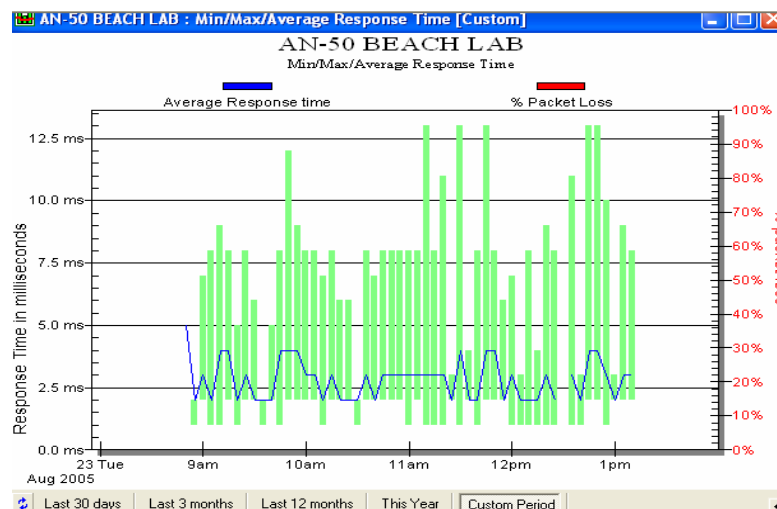 AN-50 BEACH LAB : Min/Max/Average Response Time [Custom]
AN-50 BEACH LAB
Min/Max/Average Response Time
Average Response time
% Packet Loss
Response Time in milliseconds
12.5 ms
10.0 ms
7.5 ms
5.0 ms
2.5 ms
0.0 ms
100%
90%
80%
70%
60%
50%
40%
30%
20%
10%
0%
23 Tue 9am 10am 11am 12pm 1pm
Aug 2005
Last 30 days Last 3 months Last 12 months This Year Custom Period